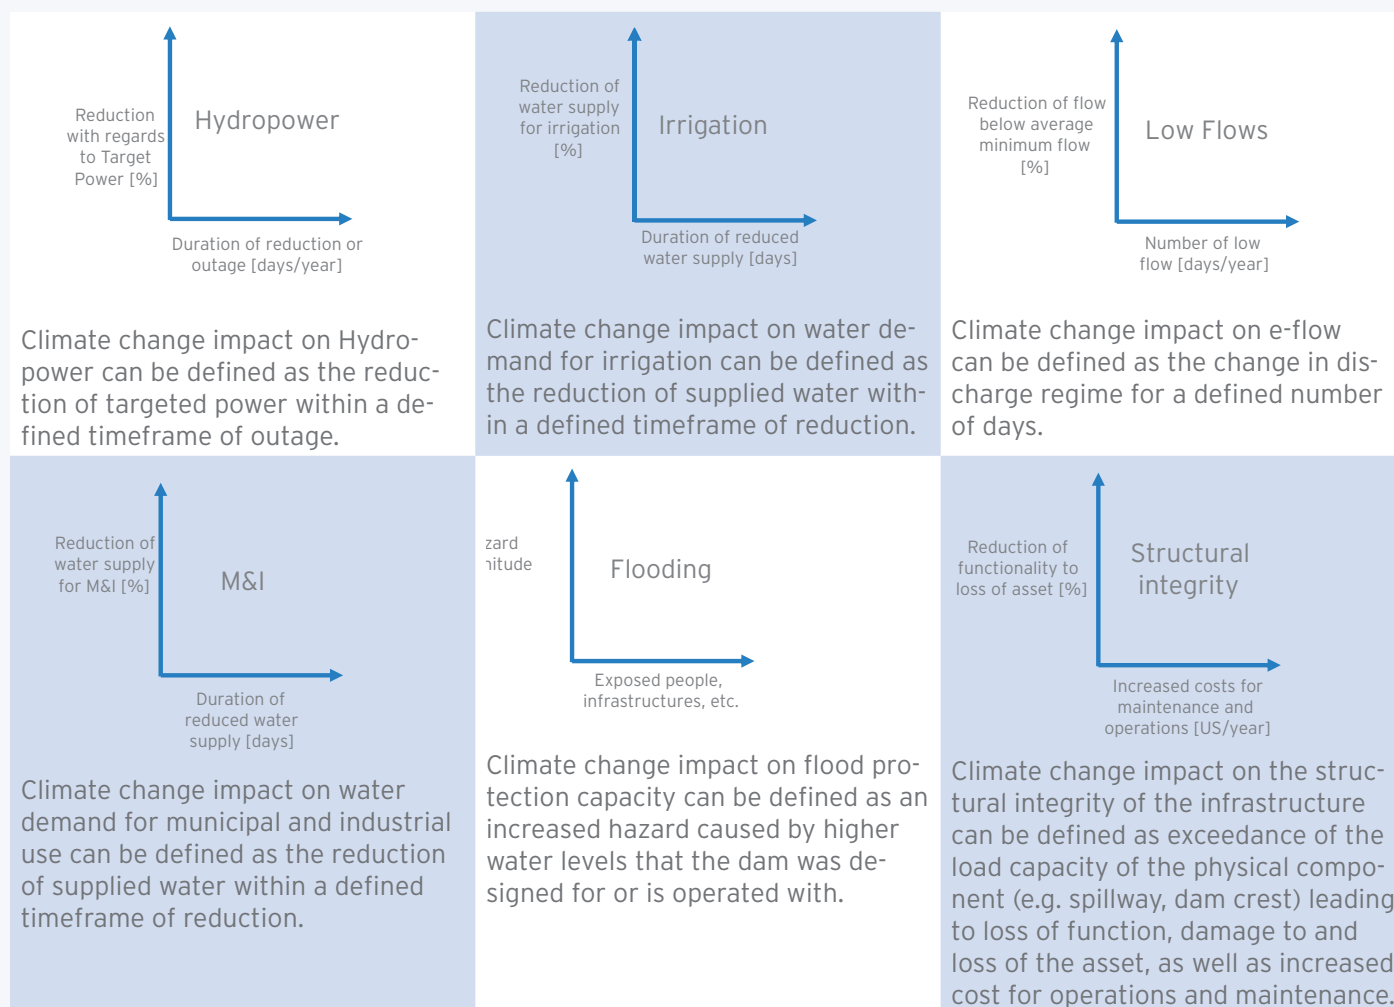 Reduction
with regards
to Target
Power [%]
Hydropower
Duration of reduction or
outage [days/year]
Climate change impact on Hydro-
power can be defined as the reduc-
tion of targeted power within a de-
fined timeframe of outage.
Reduction of
water supply
for irrigation
[%]
Irrigation
Duration of reduced
water supply [days]
Climate change impact on water de-
mand for irrigation can be defined as
the reduction of supplied water with-
in a defined timeframe of reduction.
Reduction of flow
below average
minimum flow
[%]
Low Flows
Number of low
flow [days/year]
Climate change impact on e-flow
can be defined as the change in dis-
charge regime for a defined number
of days.
Reduction of
water supply
for M&I [%]
M&I
Duration of
reduced water
supply [days]
Climate change impact on water
demand for municipal and industrial
use can be defined as the reduction
of supplied water within a defined
timeframe of reduction.
Flooding
Exposed people,
infrastructures, etc.
Climate change impact on flood pro-
tection capacity can be defined as an
increased hazard caused by higher
water levels that the dam was de-
signed for or is operated with.
Reduction of
functionality to
loss of asset [%]
Structural
integrity
Increased costs for
maintenance and
operations [US/year]
Climate change impact on the struc-
tural integrity of the infrastructure
can be defined as exceedance of the
load capacity of the physical compo-
nent (e.g. spillway, dam crest) leading
to loss of function, damage to and
loss of the asset, as well as increased
cost for operations and maintenance.